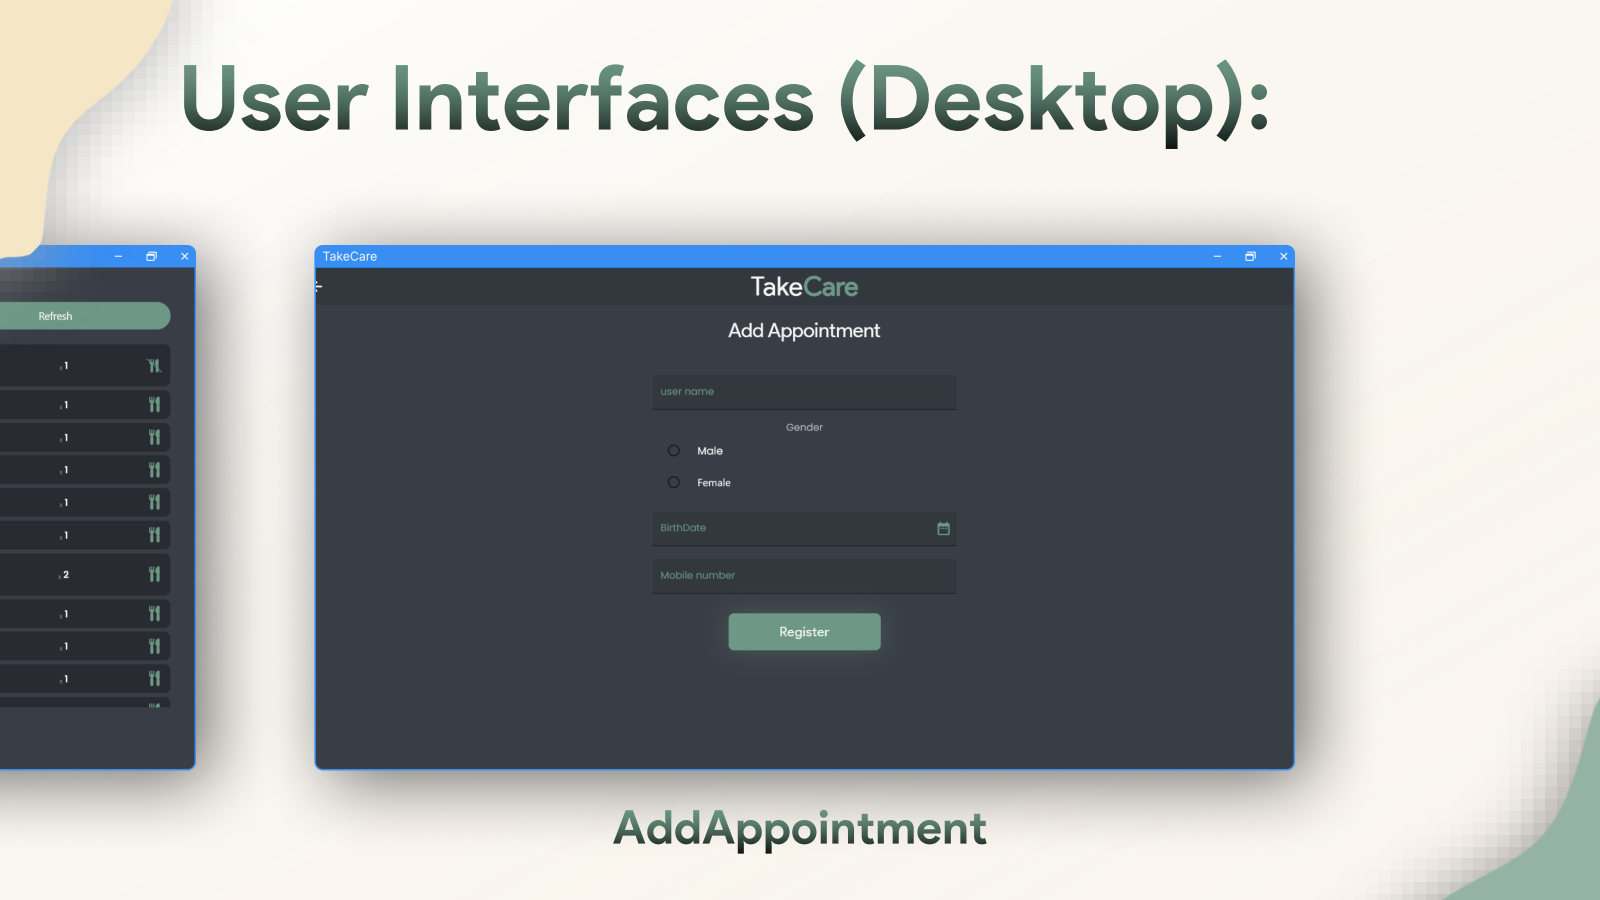 User Interfaces (Desktop):
Refresh
x 1
x 1
x 1
x 1
x 1
x 1
x 2
x 1
x 1
x 1
TakeCare
TakeCare
Add Appointment
user name
Gender
Male
Female
BirthDate
Mobile number
Register
AddAppointment